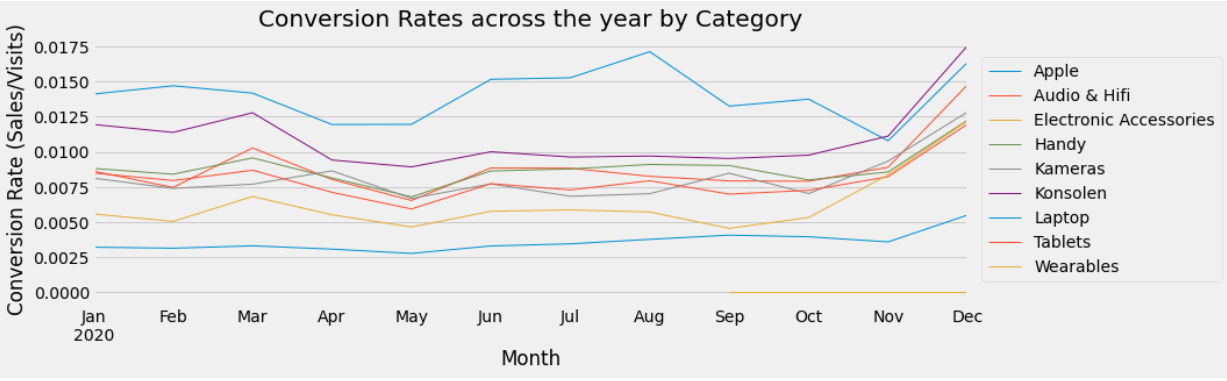 Conversion Rates across the year by Category
Conversion Rate (Sales/Visits)
0.0175
0.0150
0.0125
0.0100
0.0075
0.0050
0.0025
0.0000
Jan Feb Mar Apr May Jun Jul Aug Sep Oct Nov Dec
2020
Month
Apple
Audio & Hifi
Electronic Accessories
Handy
Kameras
Konsolen
Laptop
Tablets
Wearables